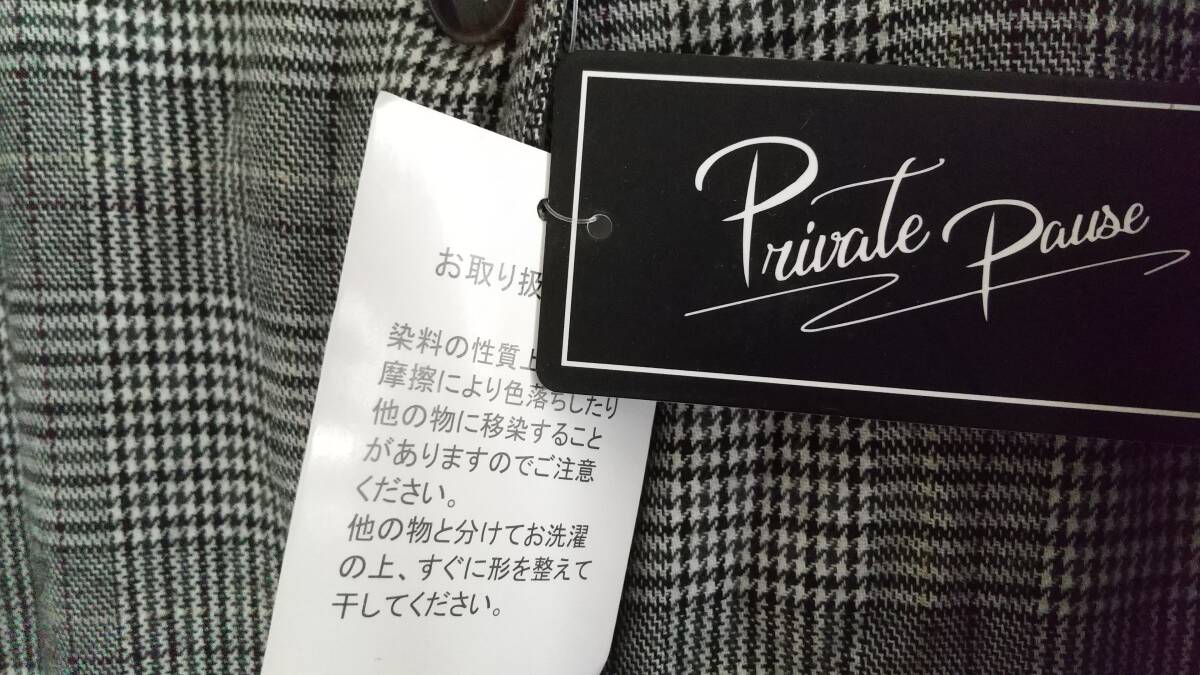 Private Pause
お取り扱
染料の性質上
摩擦により色落ちしたり
他の物に移染すること
がありますのでご注意
ください。
他の物と分けてお洗濯
の上、すぐに形を整えて
干してください。